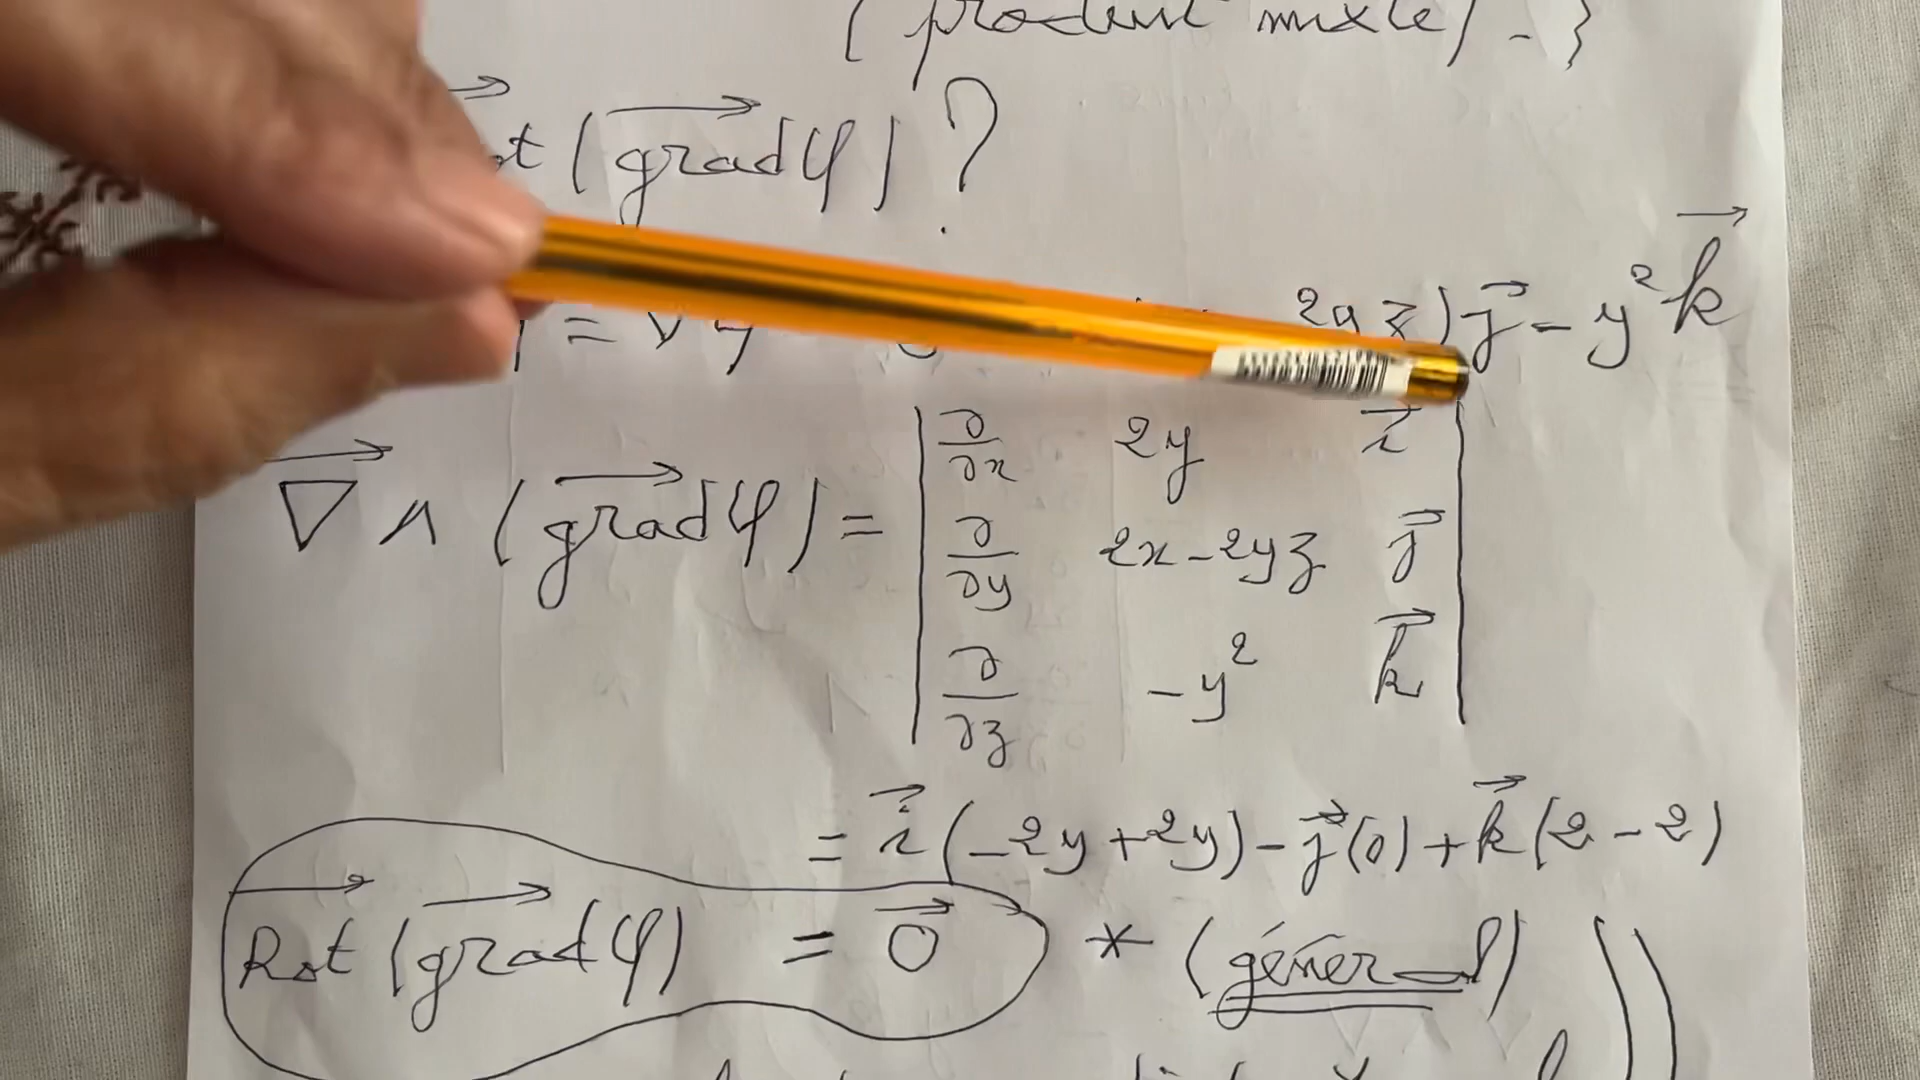 ( produit mixte) - }
(grad φ) ?
2yz) j⃗ - y² k⃗
∂/∂x 2y i⃗
∇⃗ ∧ (grad φ) = ∂/∂y 2x-2yz j⃗
∂/∂z -y² k⃗
= i⃗ (-2y+2y) - j⃗ (0) + k⃗ (2-2)
Rot (grad φ) = 0⃗ * (général)